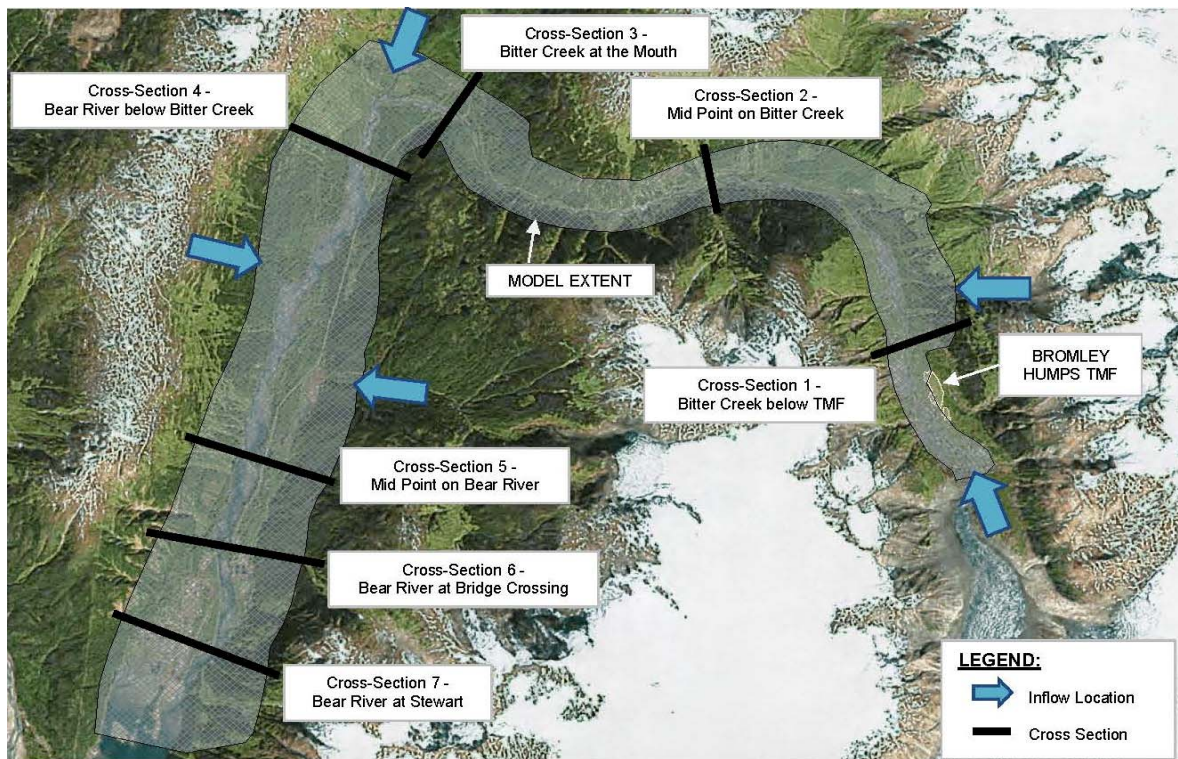 Cross-Section 3 -
Bitter Creek at the Mouth
Cross-Section 4 -
Bear River below Bitter Creek
Cross-Section 2 -
Mid Point on Bitter Creek
MODEL EXTENT
BROMLEY
HUMPS TMF
Cross-Section 1 -
Bitter Creek below TMF
Cross-Section 5 -
Mid Point on Bear River
Cross-Section 6 -
Bear River at Bridge Crossing
Cross-Section 7 -
Bear River at Stewart
LEGEND:
Inflow Location
Cross Section